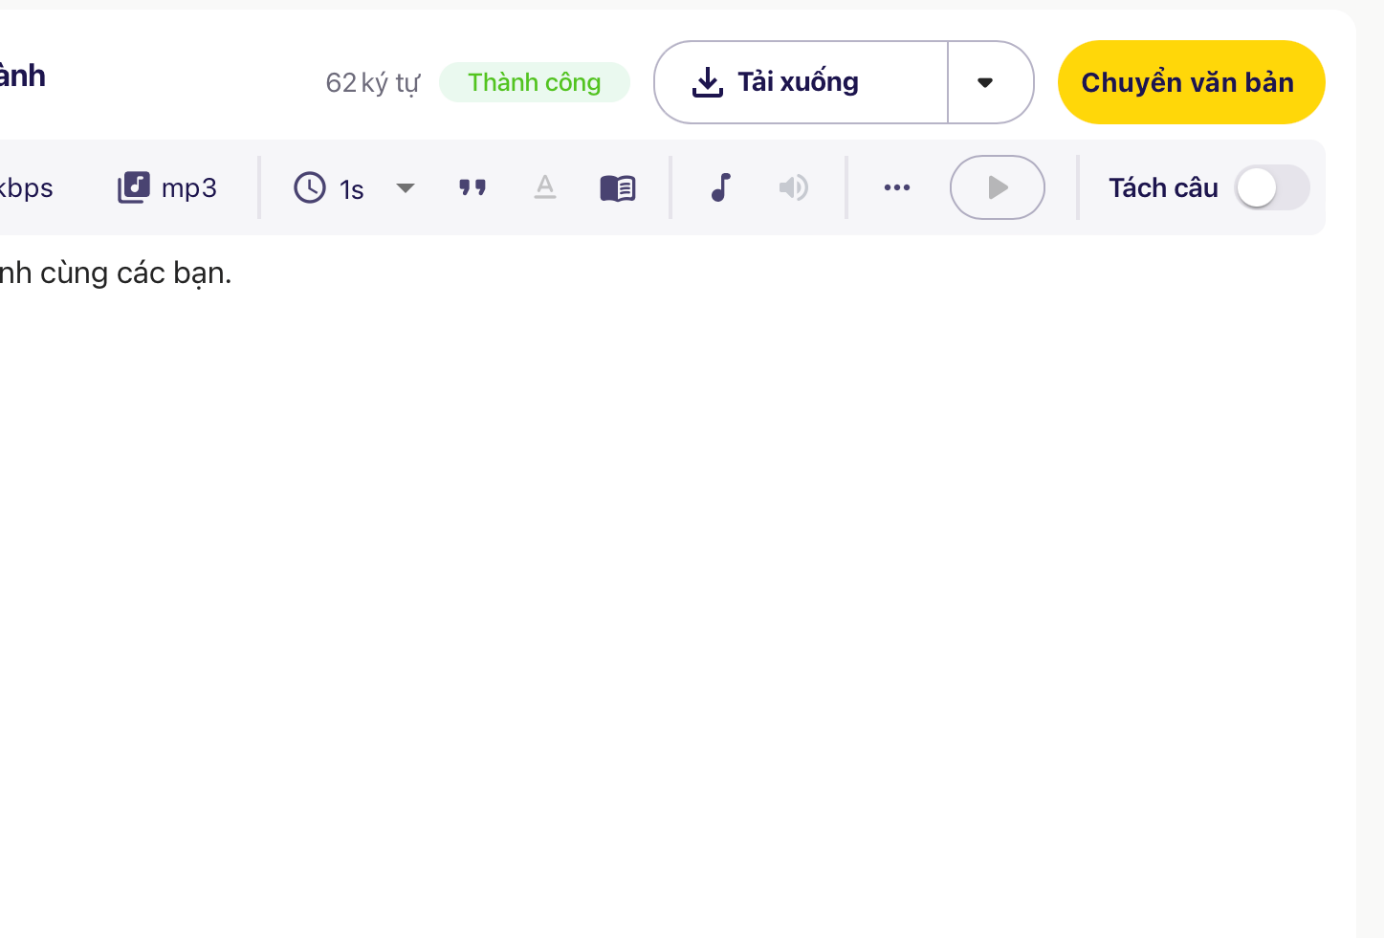 ành 62 ký tự Thành công Tải xuống Chuyển văn bản
kbps mp3 1s A Tách câu
nh cùng các bạn.